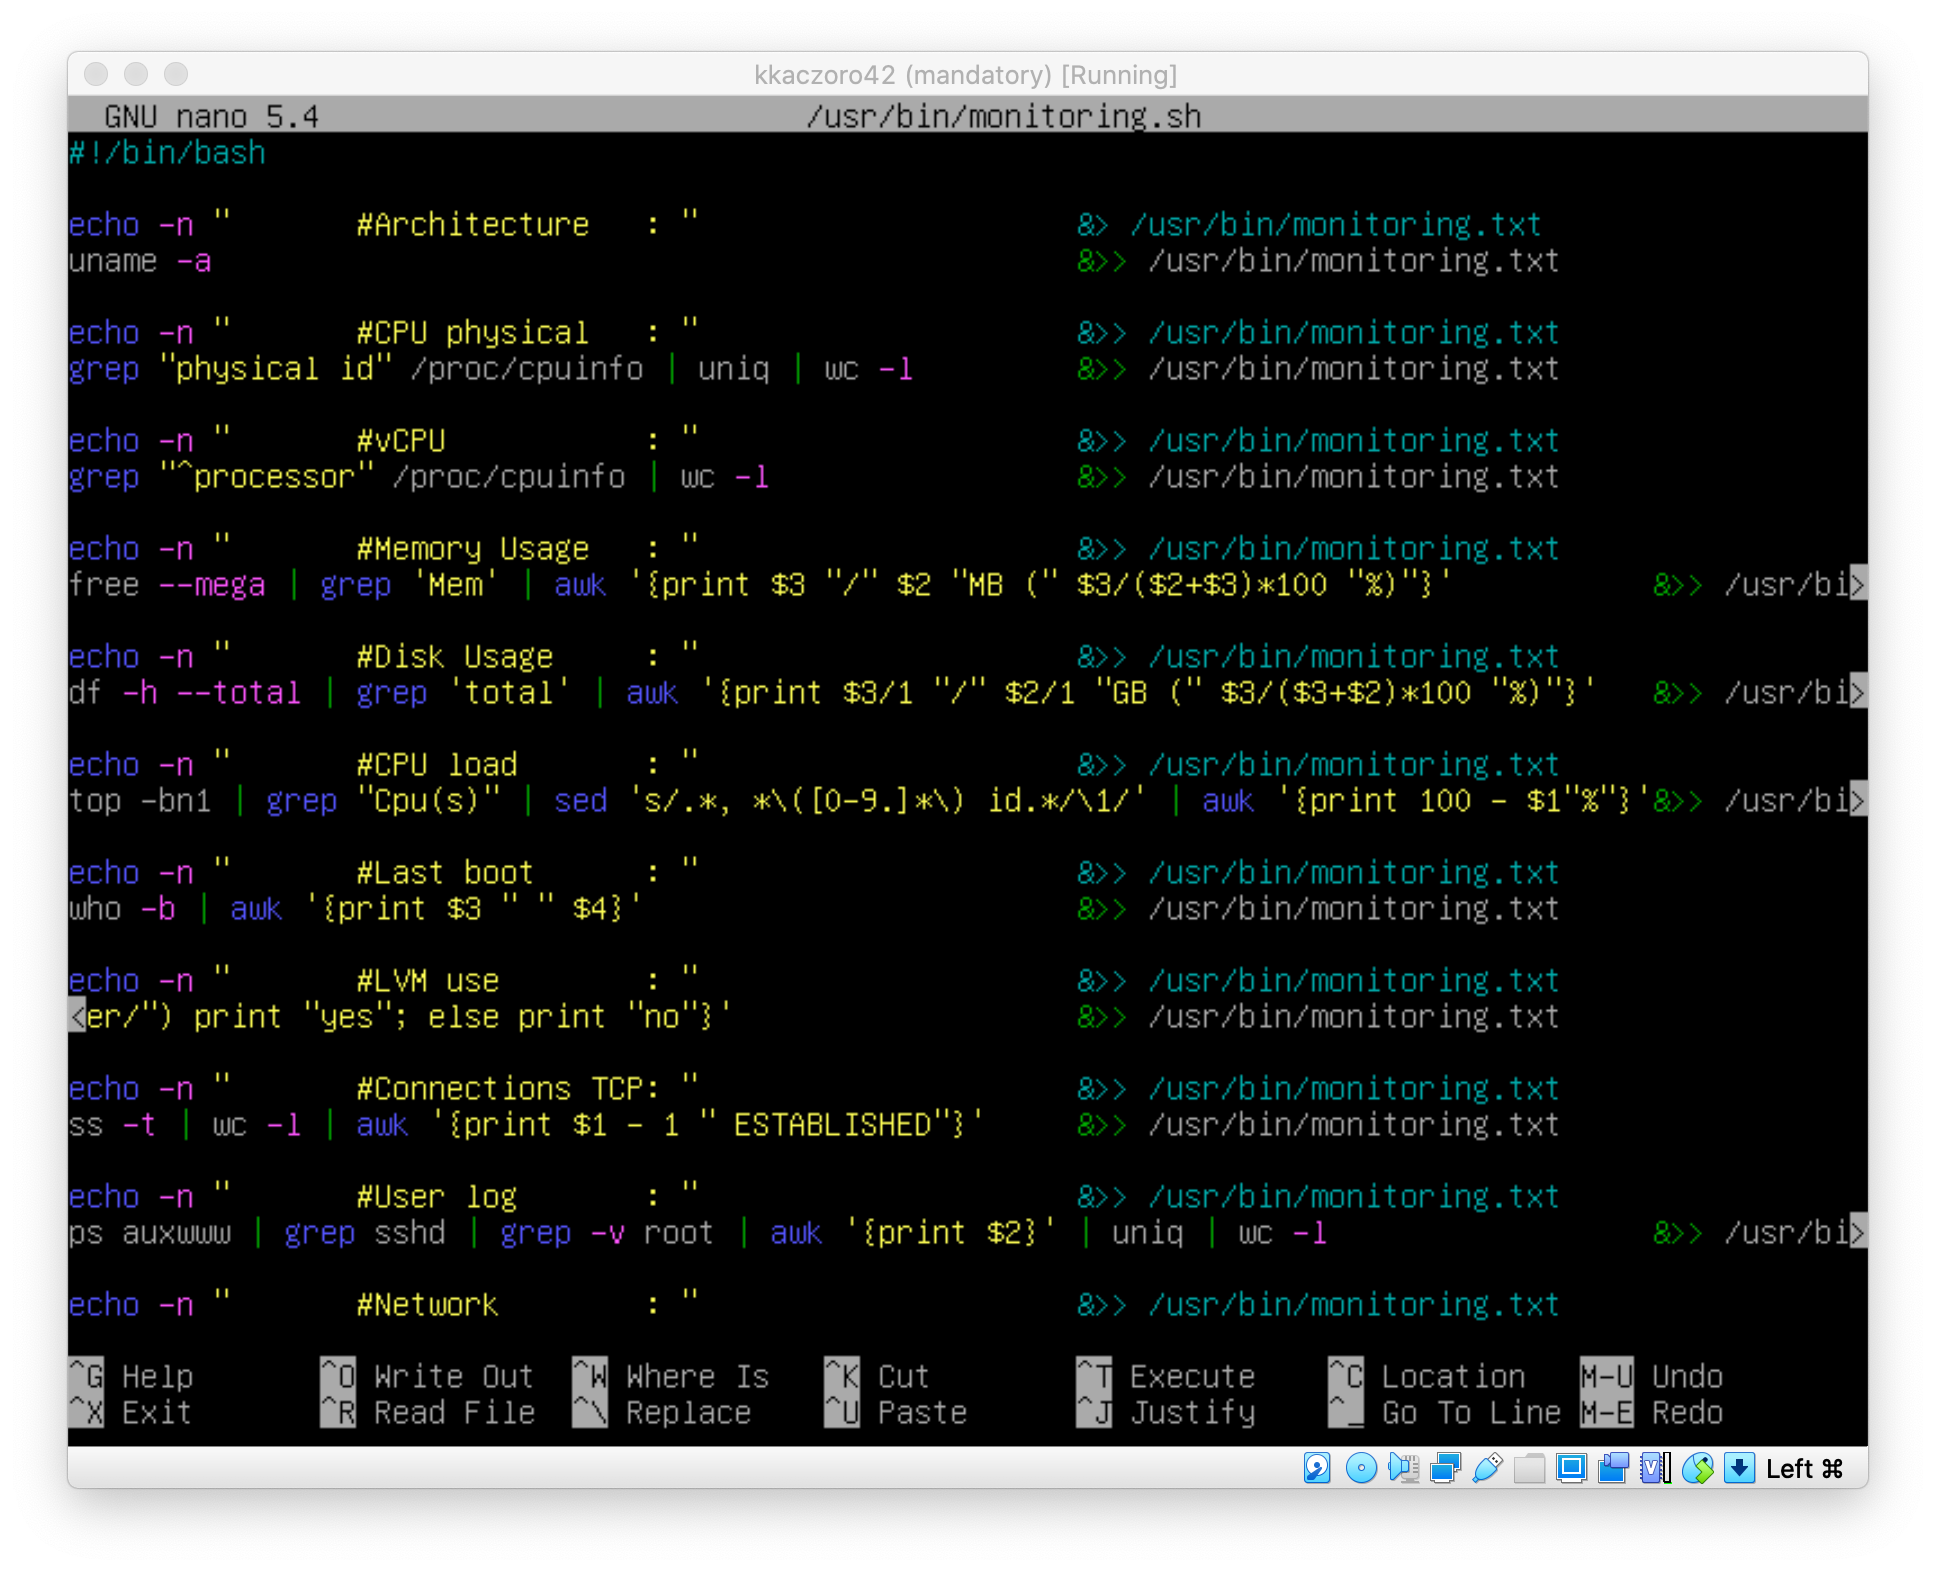 kkaczoro42 (mandatory) [Running]
GNU nano 5.4 /usr/bin/monitoring.sh
#!/bin/bash
echo -n "       #Architecture   : " &> /usr/bin/monitoring.txt
uname -a &>> /usr/bin/monitoring.txt
echo -n "       #CPU physical   : " &>> /usr/bin/monitoring.txt
grep "physical id" /proc/cpuinfo | uniq | wc -l &>> /usr/bin/monitoring.txt
echo -n "       #vCPU           : " &>> /usr/bin/monitoring.txt
grep "^processor" /proc/cpuinfo | wc -l &>> /usr/bin/monitoring.txt
echo -n "       #Memory Usage   : " &>> /usr/bin/monitoring.txt
free --mega | grep 'Mem' | awk '{print $3 "/" $2 "MB (" $3/($2+$3)*100 "%)"}' &>> /usr/bi>
echo -n "       #Disk Usage     : " &>> /usr/bin/monitoring.txt
df -h --total | grep 'total' | awk '{print $3/1 "/" $2/1 "GB (" $3/($3+$2)*100 "%)"}' &>> /usr/bi>
echo -n "       #CPU load       : " &>> /usr/bin/monitoring.txt
top -bn1 | grep "Cpu(s)" | sed 's/.*, *\([0-9.]*\) id.*/\1/' | awk '{print 100 - $1"%"}'&>> /usr/bi>
echo -n "       #Last boot      : " &>> /usr/bin/monitoring.txt
who -b | awk '{print $3 " " $4}' &>> /usr/bin/monitoring.txt
echo -n "       #LVM use        : " &>> /usr/bin/monitoring.txt
<er/") print "yes"; else print "no"}' &>> /usr/bin/monitoring.txt
echo -n "       #Connections TCP: " &>> /usr/bin/monitoring.txt
ss -t | wc -l | awk '{print $1 - 1 " ESTABLISHED"}' &>> /usr/bin/monitoring.txt
echo -n "       #User log       : " &>> /usr/bin/monitoring.txt
ps auxwww | grep sshd | grep -v root | awk '{print $2}' | uniq | wc -l &>> /usr/bi>
echo -n "       #Network        : " &>> /usr/bin/monitoring.txt
^G Help ^O Write Out ^W Where Is ^K Cut ^T Execute ^C Location M-U Undo
^X Exit ^R Read File ^\ Replace ^U Paste ^J Justify ^_ Go To Line M-E Redo
Left ⌘